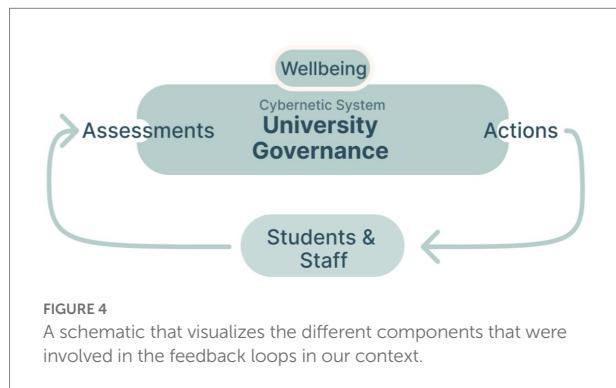 Wellbeing
Cybernetic System
Assessments
University
Governance
Actions
Students &
Staff
FIGURE 4
A schematic that visualizes the different components that were
involved in the feedback loops in our context.